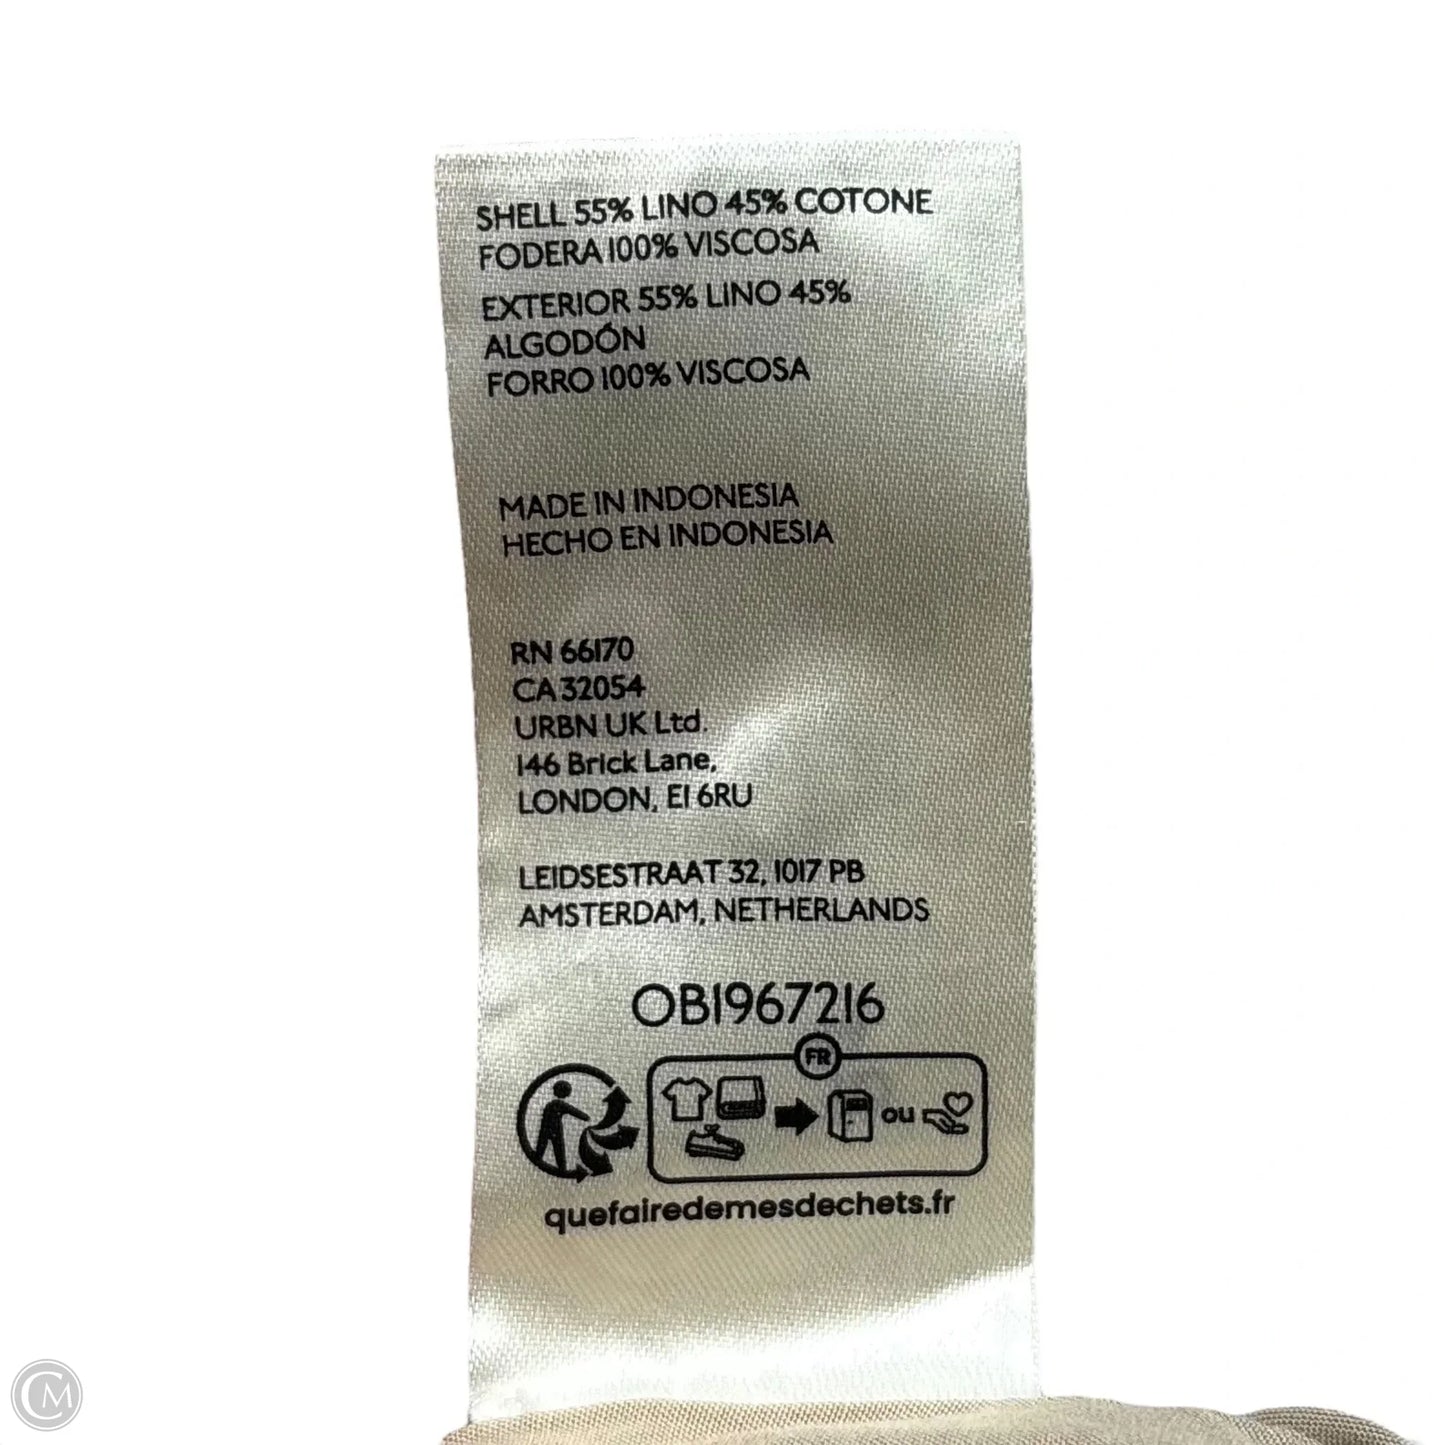 SHELL 55% LINO 45% COTONE
FODERA 100% VISCOSA
EXTERIOR 55% LINO 45%
ALGODÓN
FORRO 100% VISCOSA
MADE IN INDONESIA
HECHO EN INDONESIA
RN 66170
CA 32054
URBN UK Ltd.
146 Brick Lane,
LONDON, E1 6RU
LEIDSESTRAAT 32, 1017 PB
AMSTERDAM, NETHERLANDS
OB1967216
FR
ou
quefairedemesdechets.fr
CM